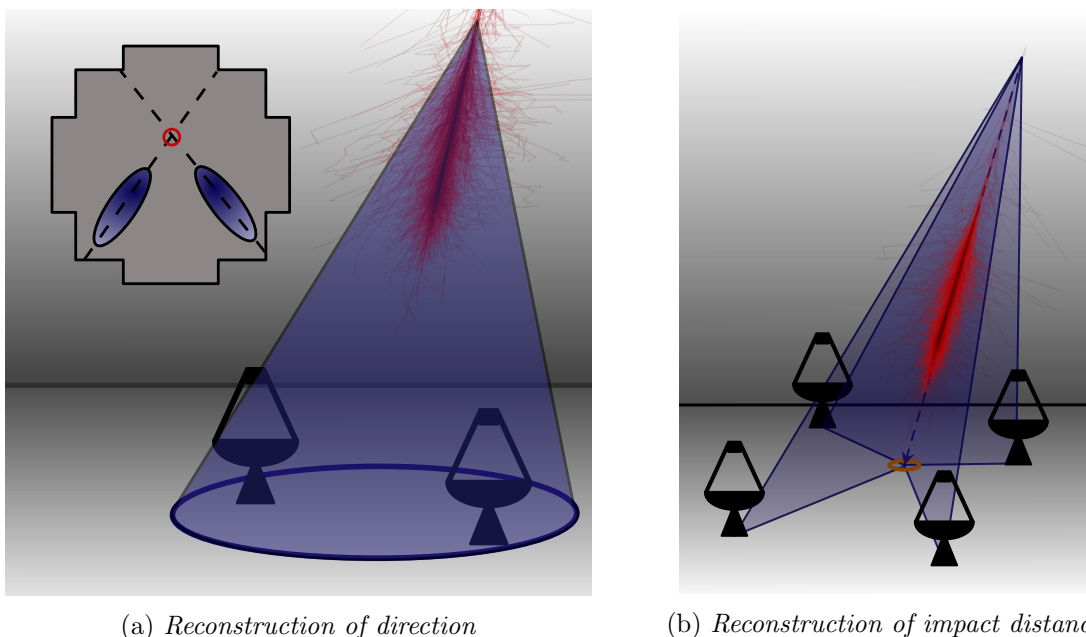 (a) Reconstruction of direction
(b) Reconstruction of impact distanc